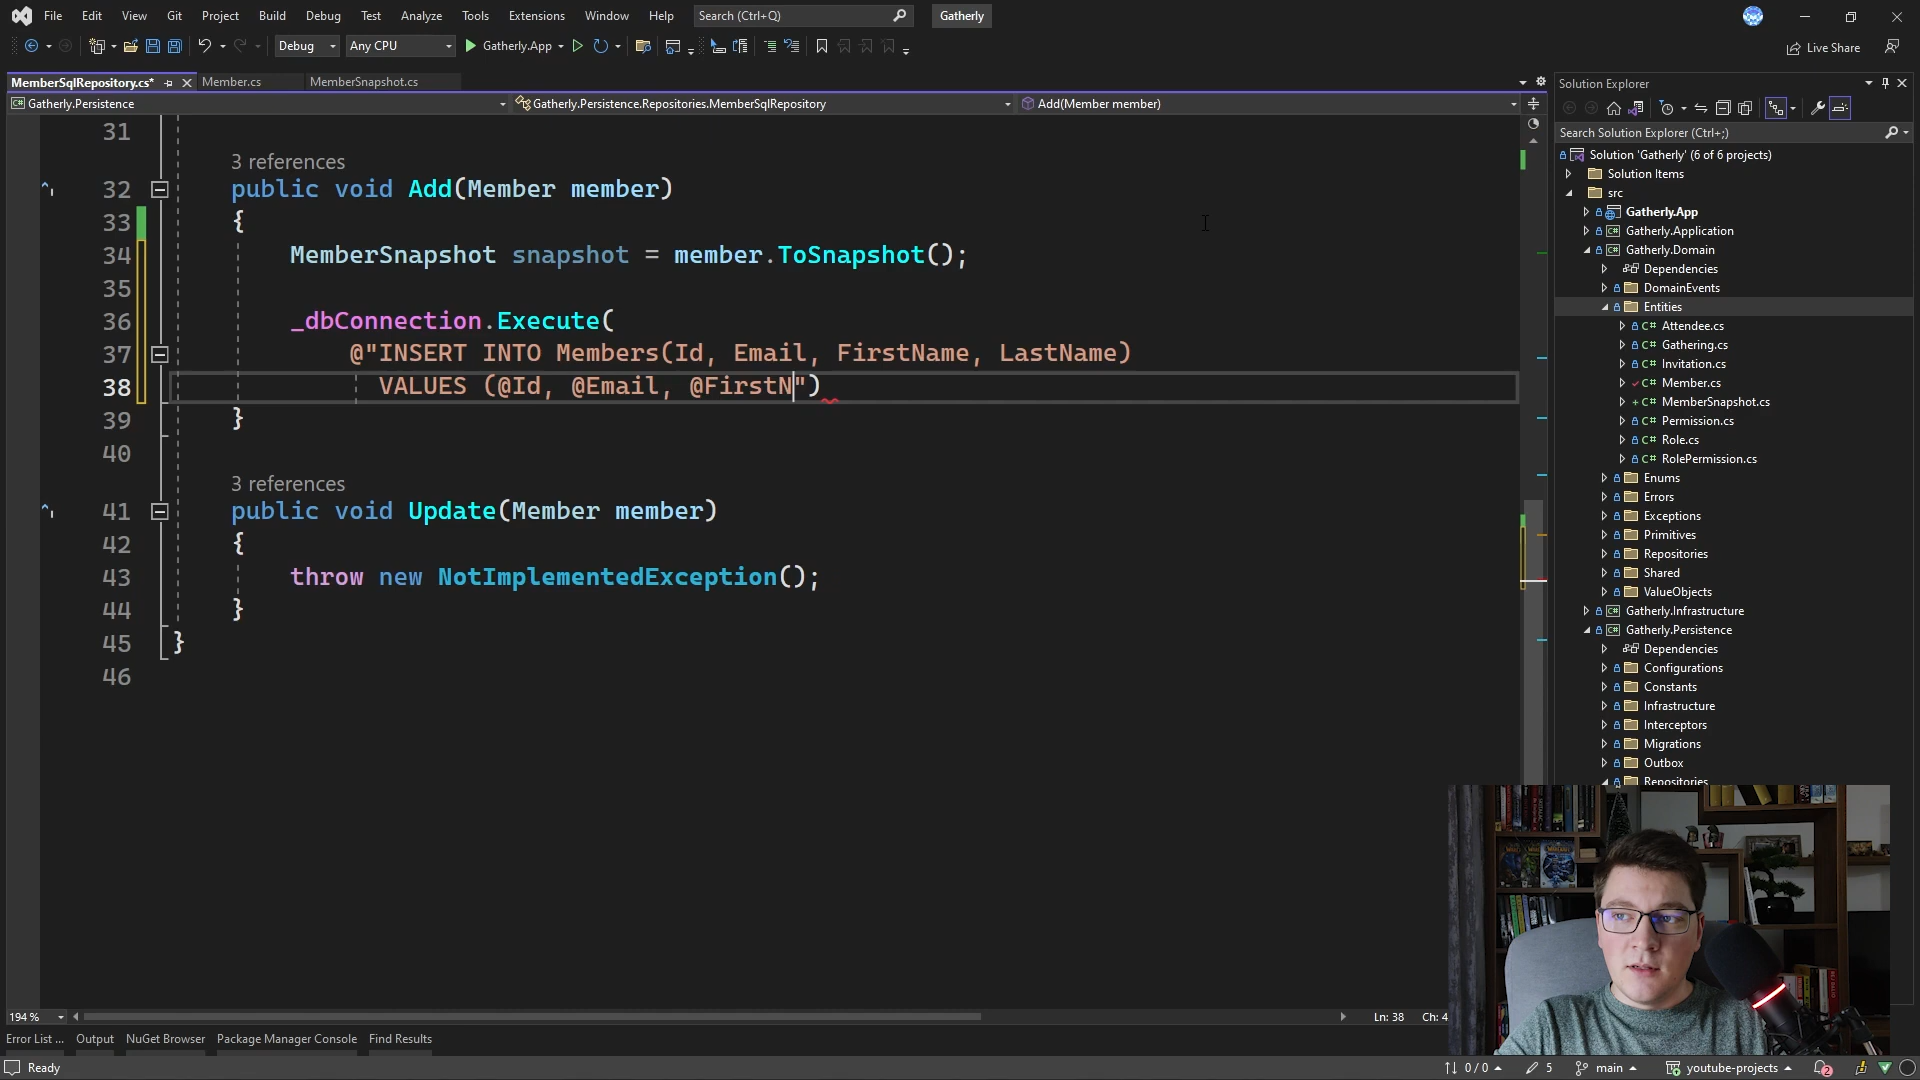 File Edit View Git Project Build Debug Test Analyze Tools Extensions Window Help Search (Ctrl+Q) Gatherly
Debug Any CPU Gatherly.App Live Share
MemberSqlRepository.cs* Member.cs MemberSnapshot.cs
Gatherly.Persistence Gatherly.Persistence.Repositories.MemberSqlRepository Add(Member member)
31
3 references
32 public void Add(Member member)
33 {
34 MemberSnapshot snapshot = member.ToSnapshot();
35
36 _dbConnection.Execute(
37 @"INSERT INTO Members(Id, Email, FirstName, LastName)
38 VALUES (@Id, @Email, @FirstN")
39 }
40
3 references
41 public void Update(Member member)
42 {
43 throw new NotImplementedException();
44 }
45 }
46
194 % Ln: 38 Ch: 4
Error List ... Output NuGet Browser Package Manager Console Find Results
Ready 0 / 0 5 main youtube-projects 2
Solution Explorer
Search Solution Explorer (Ctrl+;)
Solution 'Gatherly' (6 of 6 projects)
Solution Items
src
Gatherly.App
Gatherly.Application
Gatherly.Domain
Dependencies
DomainEvents
Entities
C# Attendee.cs
C# Gathering.cs
C# Invitation.cs
C# Member.cs
C# MemberSnapshot.cs
C# Permission.cs
C# Role.cs
C# RolePermission.cs
Enums
Errors
Exceptions
Primitives
Repositories
Shared
ValueObjects
Gatherly.Infrastructure
Gatherly.Persistence
Dependencies
Configurations
Constants
Infrastructure
Interceptors
Migrations
Outbox
Repositories